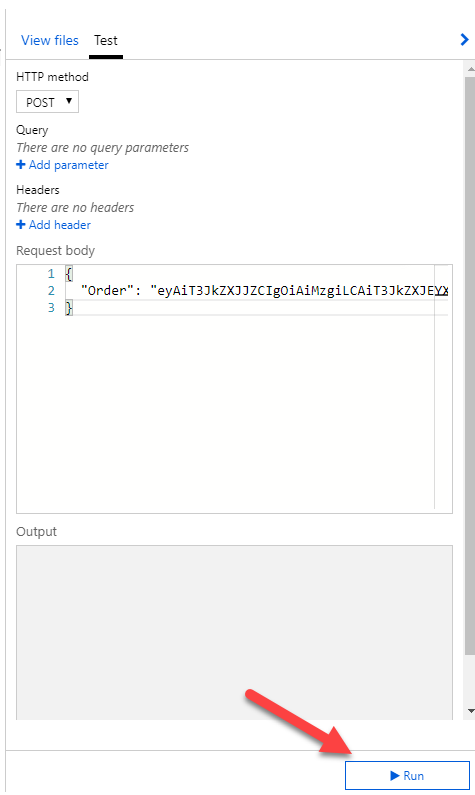 View files Test
HTTP method
POST
Query
There are no query parameters
+ Add parameter
Headers
There are no headers
+ Add header
Request body
1 {
2 "Order": "eyAiT3JkZXJJZCIgOiAiMzgiLCAiT3JkZXJEYX
3 }
Output
Run